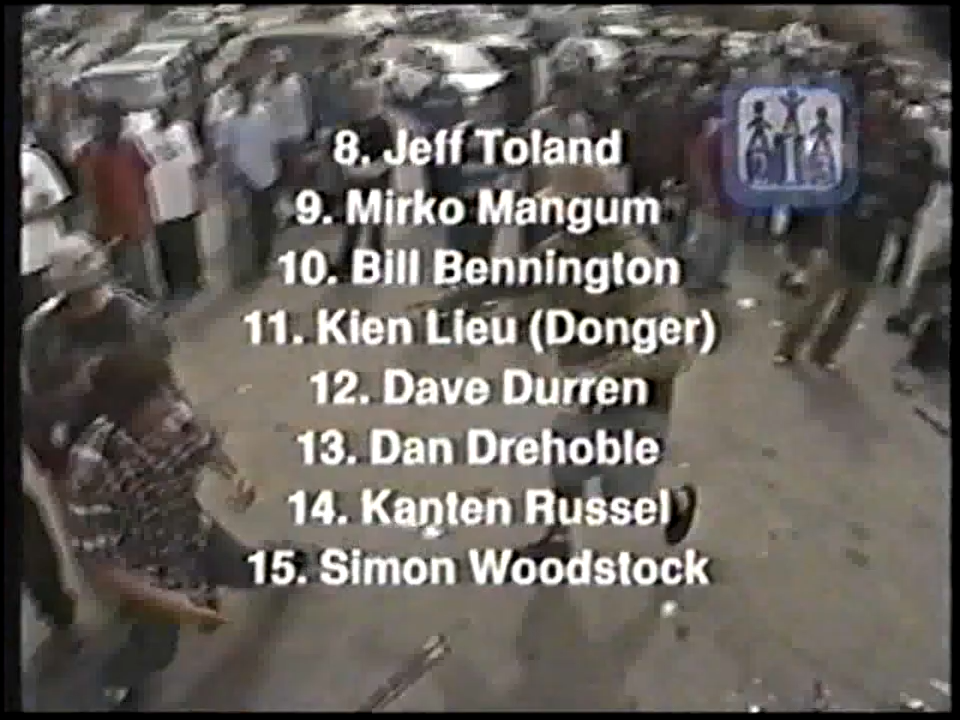 8. Jeff Toland
9. Mirko Mangum
10. Bill Bennington
11. Kien Lieu (Donger)
12. Dave Durren
13. Dan Drehoble
14. Kanten Russel
15. Simon Woodstock